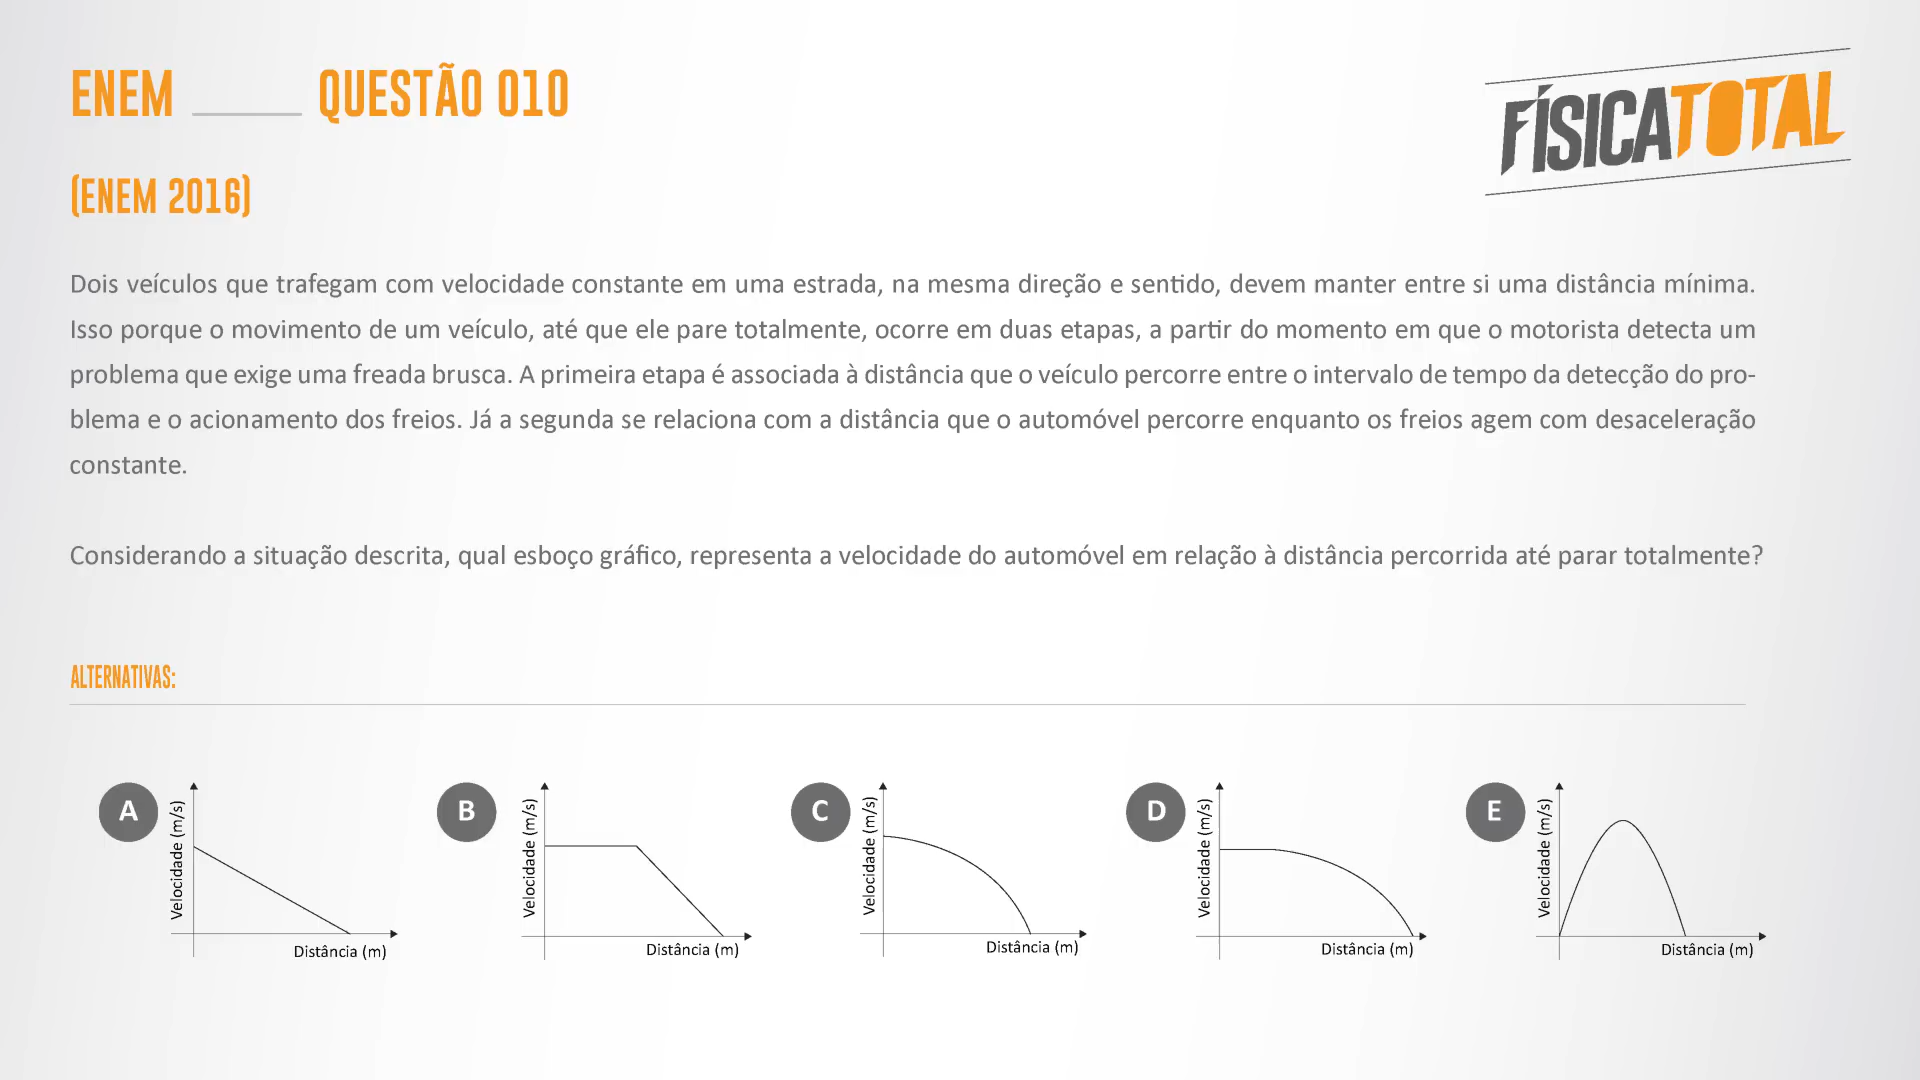 ENEM QUESTÃO 010
FÍSICATOTAL
(ENEM 2016)
Dois veículos que trafegam com velocidade constante em uma estrada, na mesma direção e sentido, devem manter entre si uma distância mínima.
Isso porque o movimento de um veículo, até que ele pare totalmente, ocorre em duas etapas, a partir do momento em que o motorista detecta um
problema que exige uma freada brusca. A primeira etapa é associada à distância que o veículo percorre entre o intervalo de tempo da detecção do pro-
blema e o acionamento dos freios. Já a segunda se relaciona com a distância que o automóvel percorre enquanto os freios agem com desaceleração
constante.
Considerando a situação descrita, qual esboço gráfico, representa a velocidade do automóvel em relação à distância percorrida até parar totalmente?
ALTERNATIVAS:
A
Velocidade (m/s)
Distância (m)
B
Velocidade (m/s)
Distância (m)
C
Velocidade (m/s)
Distância (m)
D
Velocidade (m/s)
Distância (m)
E
Velocidade (m/s)
Distância (m)